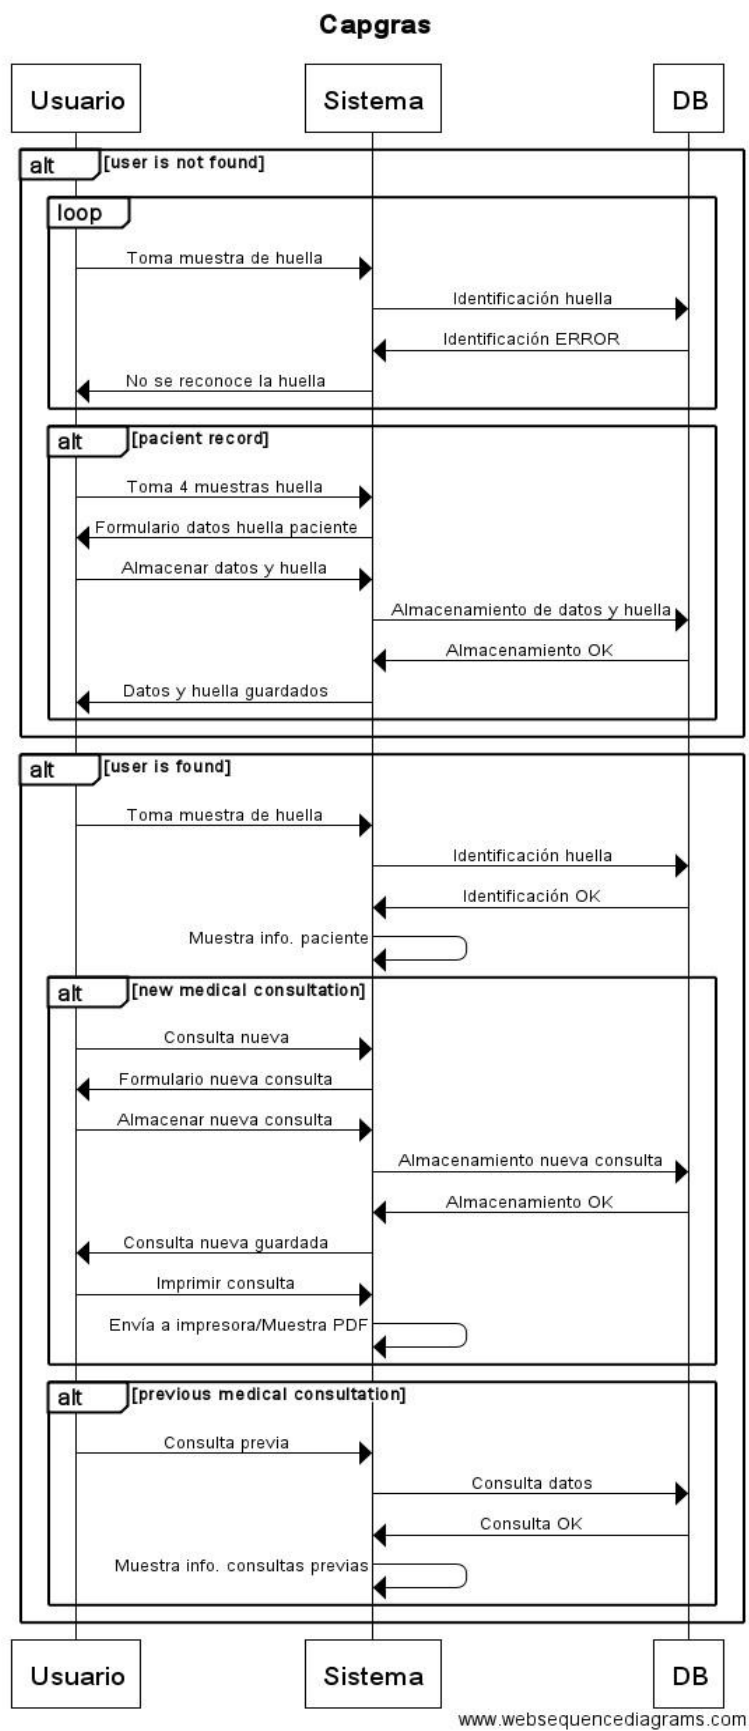 Capgras
Usuario
Sistema
DB
alt
[user is not found]
loop
Toma muestra de huella
Identificación huella
Identificación ERROR
No se reconoce la huella
alt
[pacient record]
Toma 4 muestras huella
Formulario datos huella paciente
Almacenar datos y huella
Almacenamiento de datos y huella
Almacenamiento OK
Datos y huella guardados
alt
[user is found]
Toma muestra de huella
Identificación huella
Identificación OK
Muestra info. paciente
alt
[new medical consultation]
Consulta nueva
Formulario nueva consulta
Almacenar nueva consulta
Almacenamiento nueva consulta
Almacenamiento OK
Consulta nueva guardada
Imprimir consulta
Envía a impresora/Muestra PDF
alt
[previous medical consultation]
Consulta previa
Consulta datos
Consulta OK
Muestra info. consultas previas
Usuario
Sistema
DB
www.websequencediagrams.com